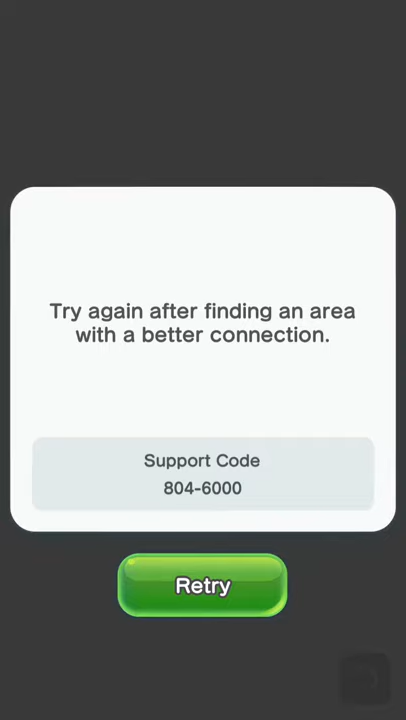 Try again after finding an area
with a better connection.
Support Code
804-6000
Retry